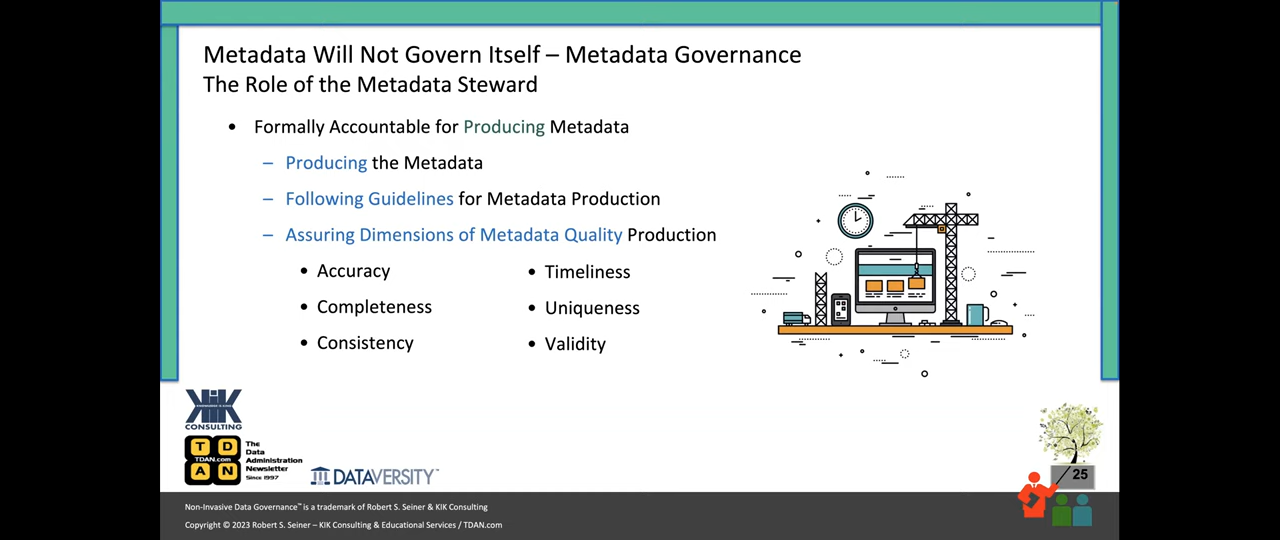 Metadata Will Not Govern Itself – Metadata Governance
The Role of the Metadata Steward
• Formally Accountable for Producing Metadata
– Producing the Metadata
– Following Guidelines for Metadata Production
– Assuring Dimensions of Metadata Quality Production
• Accuracy
• Completeness
• Consistency
• Timeliness
• Uniqueness
• Validity
KIK
CONSULTING
T D
TDAN.com
A N
The
Data
Administration
Newsletter
Since 1997
DATAVERSITY™
25
Non-Invasive Data Governance™ is a trademark of Robert S. Seiner & KIK Consulting
Copyright © 2023 Robert S. Seiner – KIK Consulting & Educational Services / TDAN.com